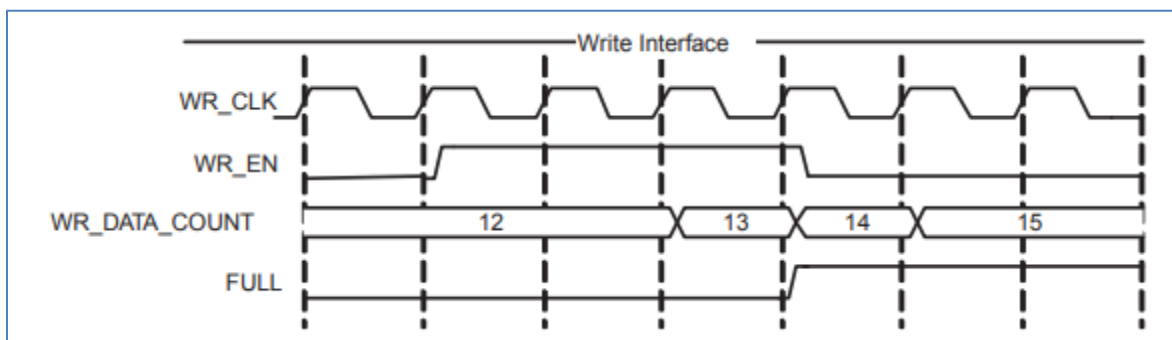 Write Interface
WR_CLK
WR_EN
WR_DATA_COUNT 12 13 14 15
FULL